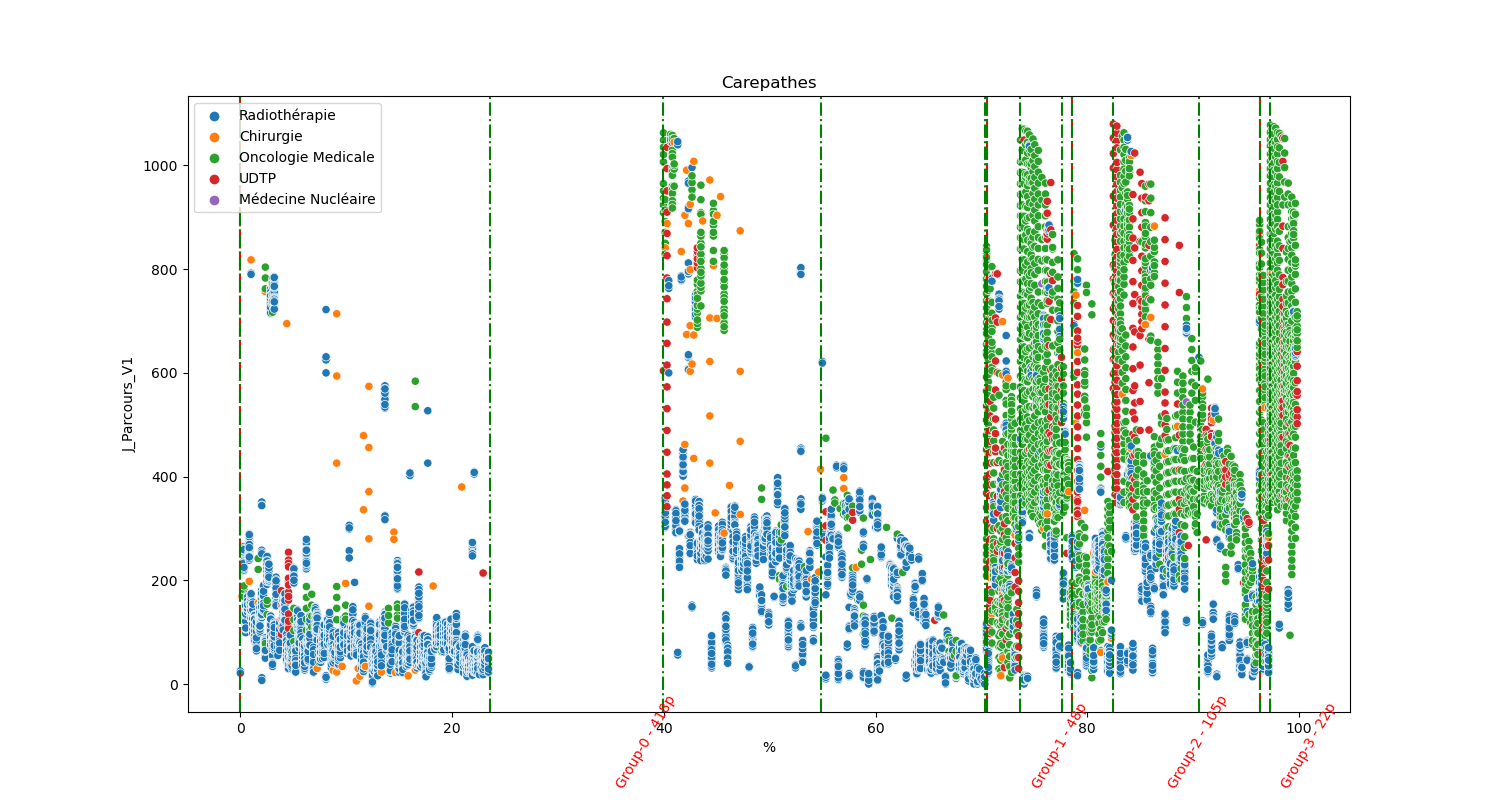 Carepathes
Radiothérapie
Chirurgie
Oncologie Medicale
UDTP
Médecine Nucléaire
J_Parcours_V1
1000
800
600
400
200
0
0
20
40
60
80
100
%
Group-0 - 418p
Group-1 - 48p
Group-2 - 105p
Group-3 - 22p